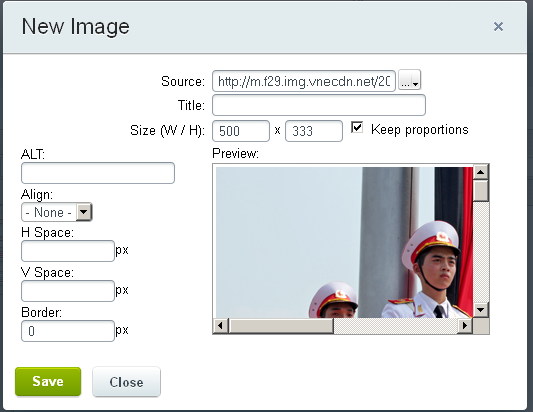 New Image
×
Source: http://m.f29.img.vnecdn.net/20 ...
Title:
Size (W / H): 500 x 333 Keep proportions
ALT:
Preview:
Align:
- None -
H Space:
px
V Space:
px
Border:
0 px
Save Close